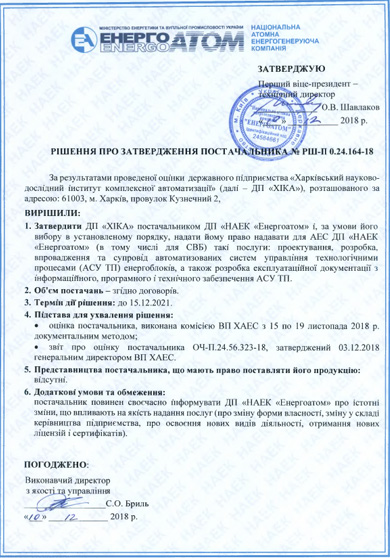 МІНІСТЕРСТВО ЕНЕРГЕТИКИ ТА ВУГІЛЬНОЇ ПРОМИСЛОВОСТІ УКРАЇНИ
ЕНЕРГО
ENERGO
АТОМ
НАЦІОНАЛЬНА
АТОМНА
ЕНЕРГОГЕНЕРУЮЧА
КОМПАНІЯ
ЗАТВЕРДЖУЮ
Перший віце-президент –
технічний директор
О.В. Шавлаков
12 2018 р.
"ЕНЕРГОАТОМ"
24584661
РІШЕННЯ ПРО ЗАТВЕРДЖЕННЯ ПОСТАЧАЛЬНИКА № РШ-П 0.24.164-18
За результатами проведеної оцінки державного підприємства «Харківський науково-
дослідний інститут комплексної автоматизації» (далі – ДП «ХІКА»), розташованого за
адресою: 61003, м. Харків, провулок Кузнечний 2,
ВИРІШИЛИ:
1. Затвердити ДП «ХІКА» постачальником ДП «НАЕК «Енергоатом» і, за умови його
вибору в установленому порядку, надати йому право надавати для АЕС ДП «НАЕК
«Енергоатом» (в тому числі для СВБ) такі послуги: проектування, розробка,
впровадження та супровід автоматизованих систем управління технологічними
процесами (АСУ ТП) енергоблоків, а також розробка експлуатаційної документації з
інформаційного, програмного і технічного забезпечення АСУ ТП.
2. Об'єм постачань – згідно договорів.
3. Термін дії рішення: до 15.12.2021.
4. Підстава для ухвалення рішення:
• оцінка постачальника, виконана комісією ВП ХАЕС з 15 по 19 листопада 2018 р.
документальним методом;
• звіт про оцінку постачальника ОЧ-П.24.56.323-18, затверджений 03.12.2018
генеральним директором ВП ХАЕС.
5. Представництва постачальника, що мають право поставляти його продукцію:
відсутні.
6. Додаткові умови та обмеження:
постачальник повинен своєчасно інформувати ДП «НАЕК «Енергоатом» про істотні
зміни, що впливають на якість надання послуг (про зміну форми власності, зміну у складі
керівництва підприємства, про освоєння нових видів діяльності, отримання нових
ліцензій і сертифікатів).
ПОГОДЖЕНО:
Виконавчий директор
з якості та управління
С.О. Бриль
«10» 12 2018 р.